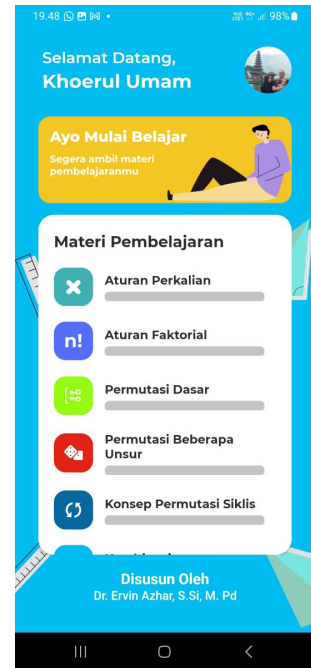 19.48
98%
Selamat Datang,
Khoerul Umam
Ayo Mulai Belajar
Segera ambil materi
pembelajaranmu
Materi Pembelajaran
Aturan Perkalian
n!
Aturan Faktorial
Permutasi Dasar
Permutasi Beberapa
Unsur
Konsep Permutasi Siklis
Disusun Oleh
Dr. Ervin Azhar, S.Si, M. Pd